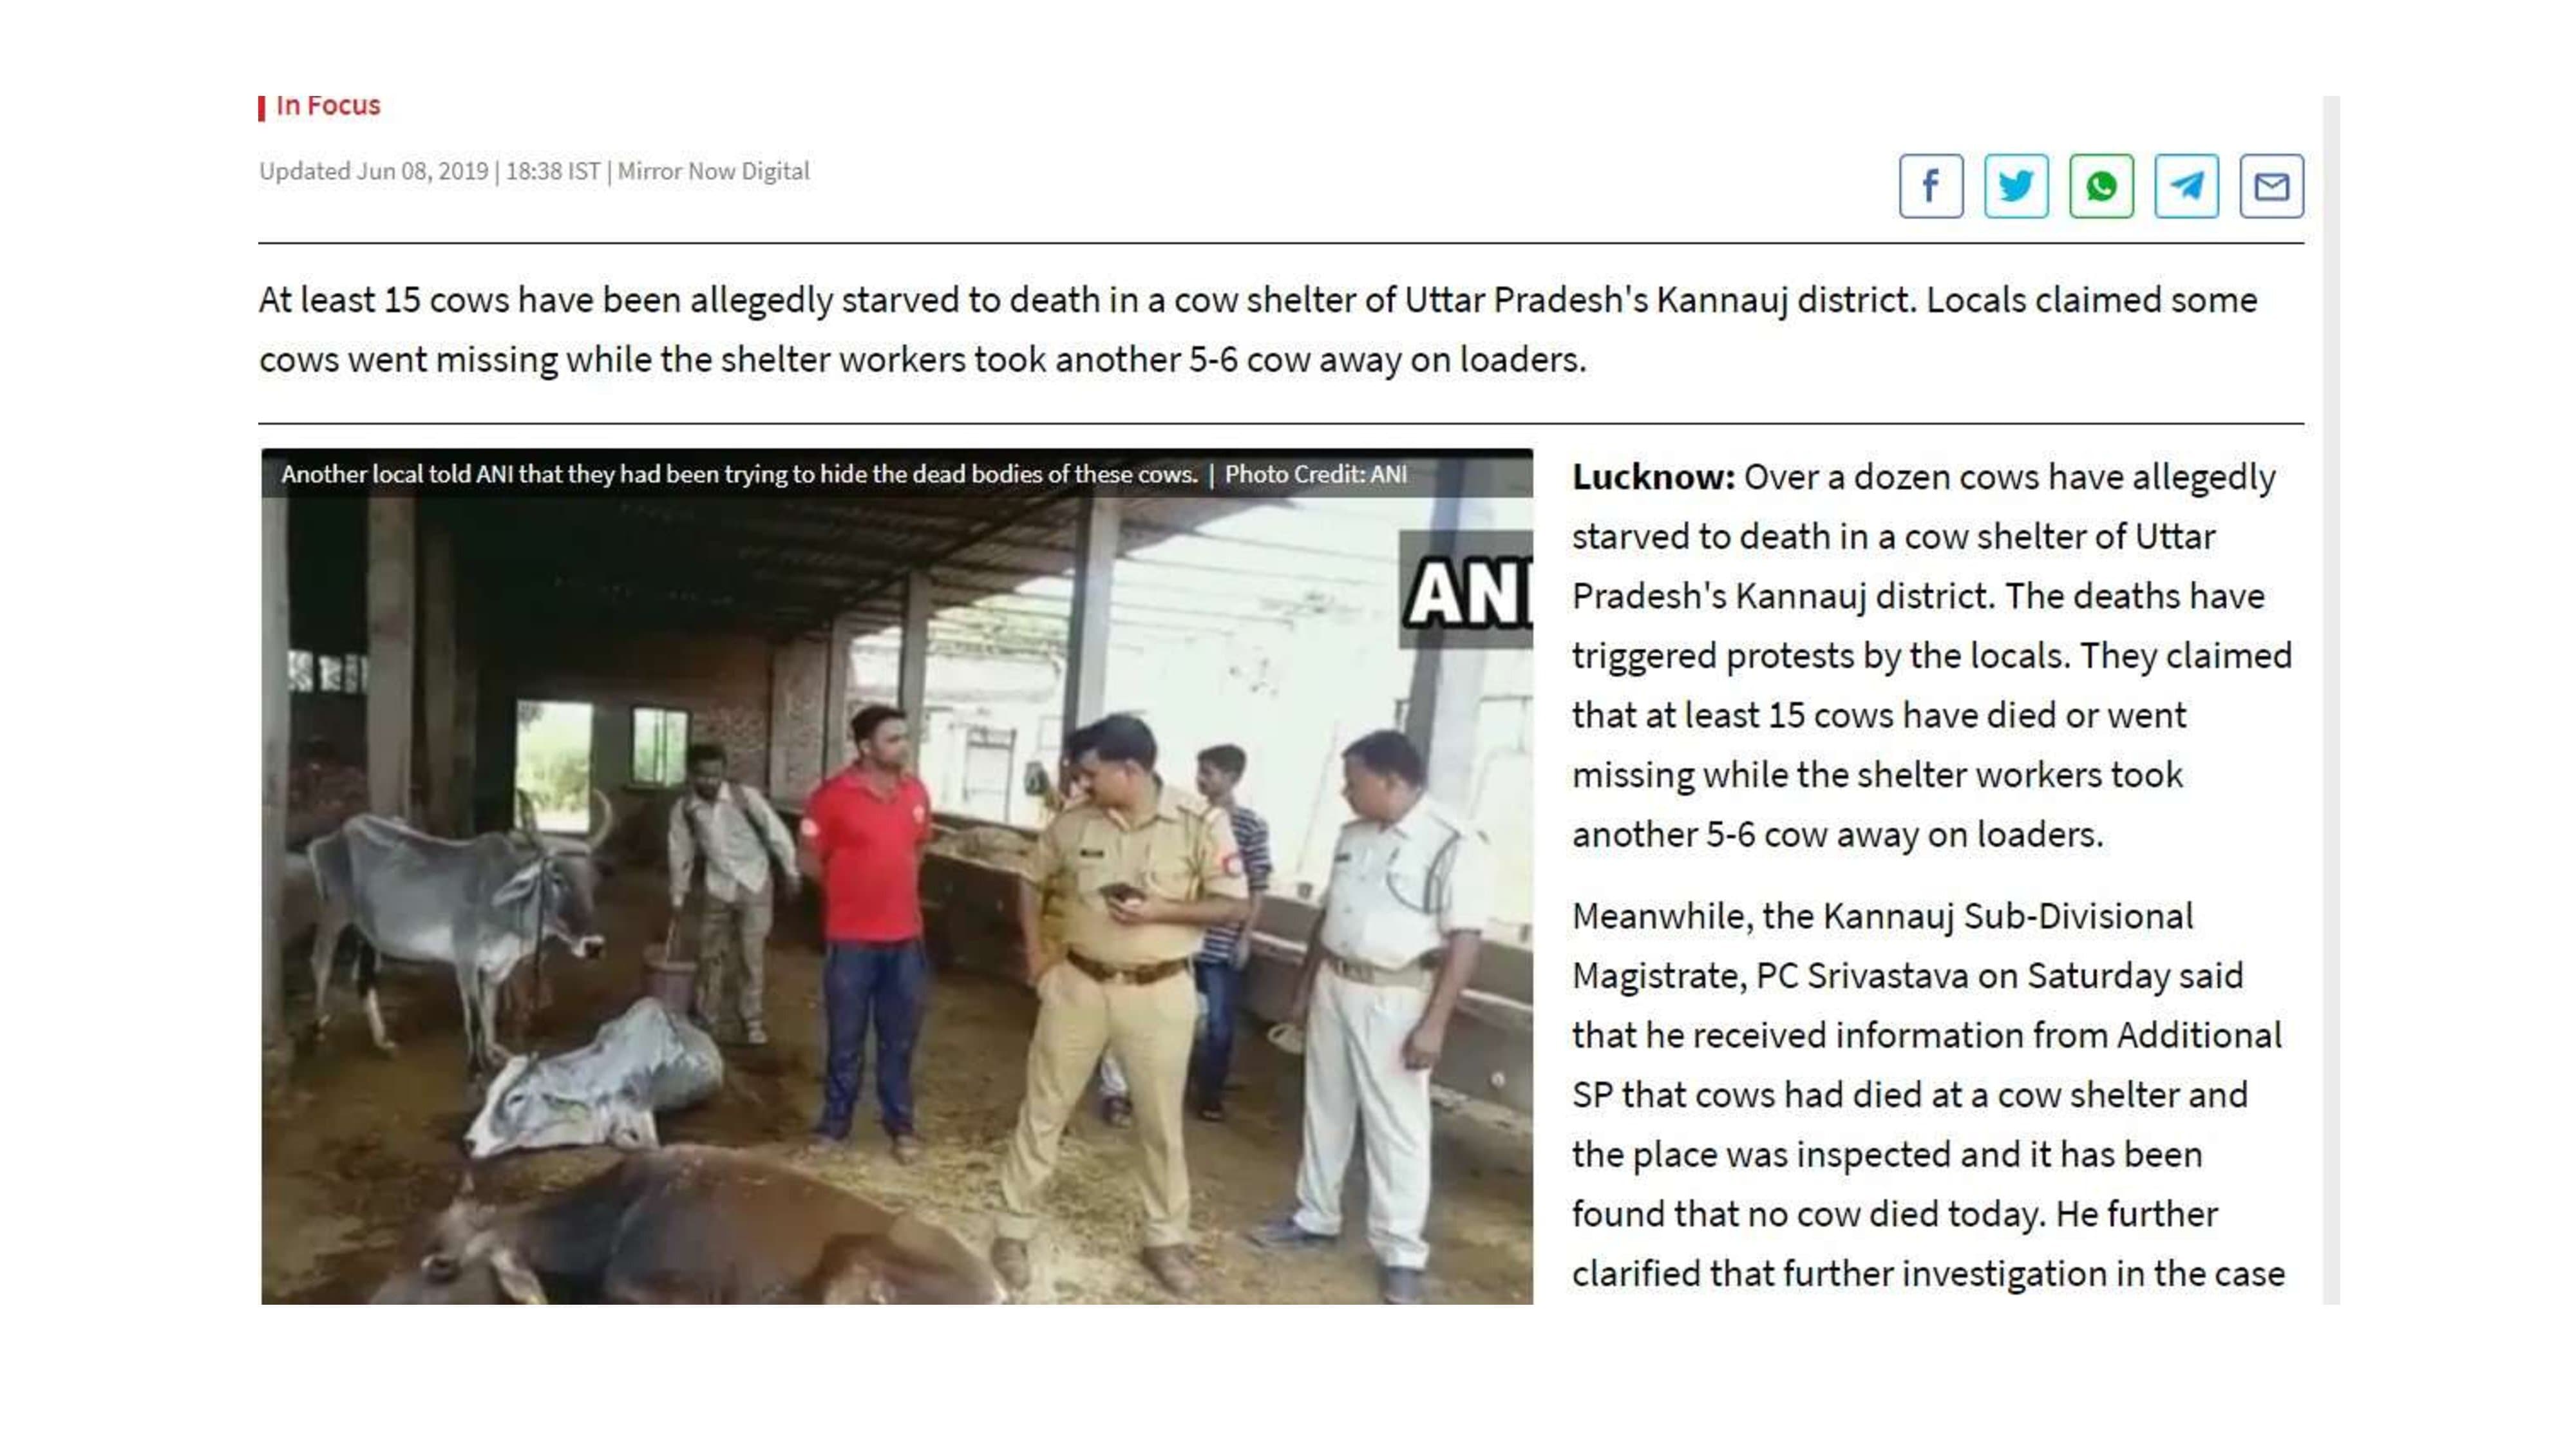 In Focus
Updated Jun 08, 2019 | 18:38 IST | Mirror Now Digital
At least 15 cows have been allegedly starved to death in a cow shelter of Uttar Pradesh's Kannauj district. Locals claimed some
cows went missing while the shelter workers took another 5-6 cow away on loaders.
Another local told ANI that they had been trying to hide the dead bodies of these cows. | Photo Credit: ANI
ANI
Lucknow: Over a dozen cows have allegedly
starved to death in a cow shelter of Uttar
Pradesh's Kannauj district. The deaths have
triggered protests by the locals. They claimed
that at least 15 cows have died or went
missing while the shelter workers took
another 5-6 cow away on loaders.
Meanwhile, the Kannauj Sub-Divisional
Magistrate, PC Srivastava on Saturday said
that he received information from Additional
SP that cows had died at a cow shelter and
the place was inspected and it has been
found that no cow died today. He further
clarified that further investigation in the case